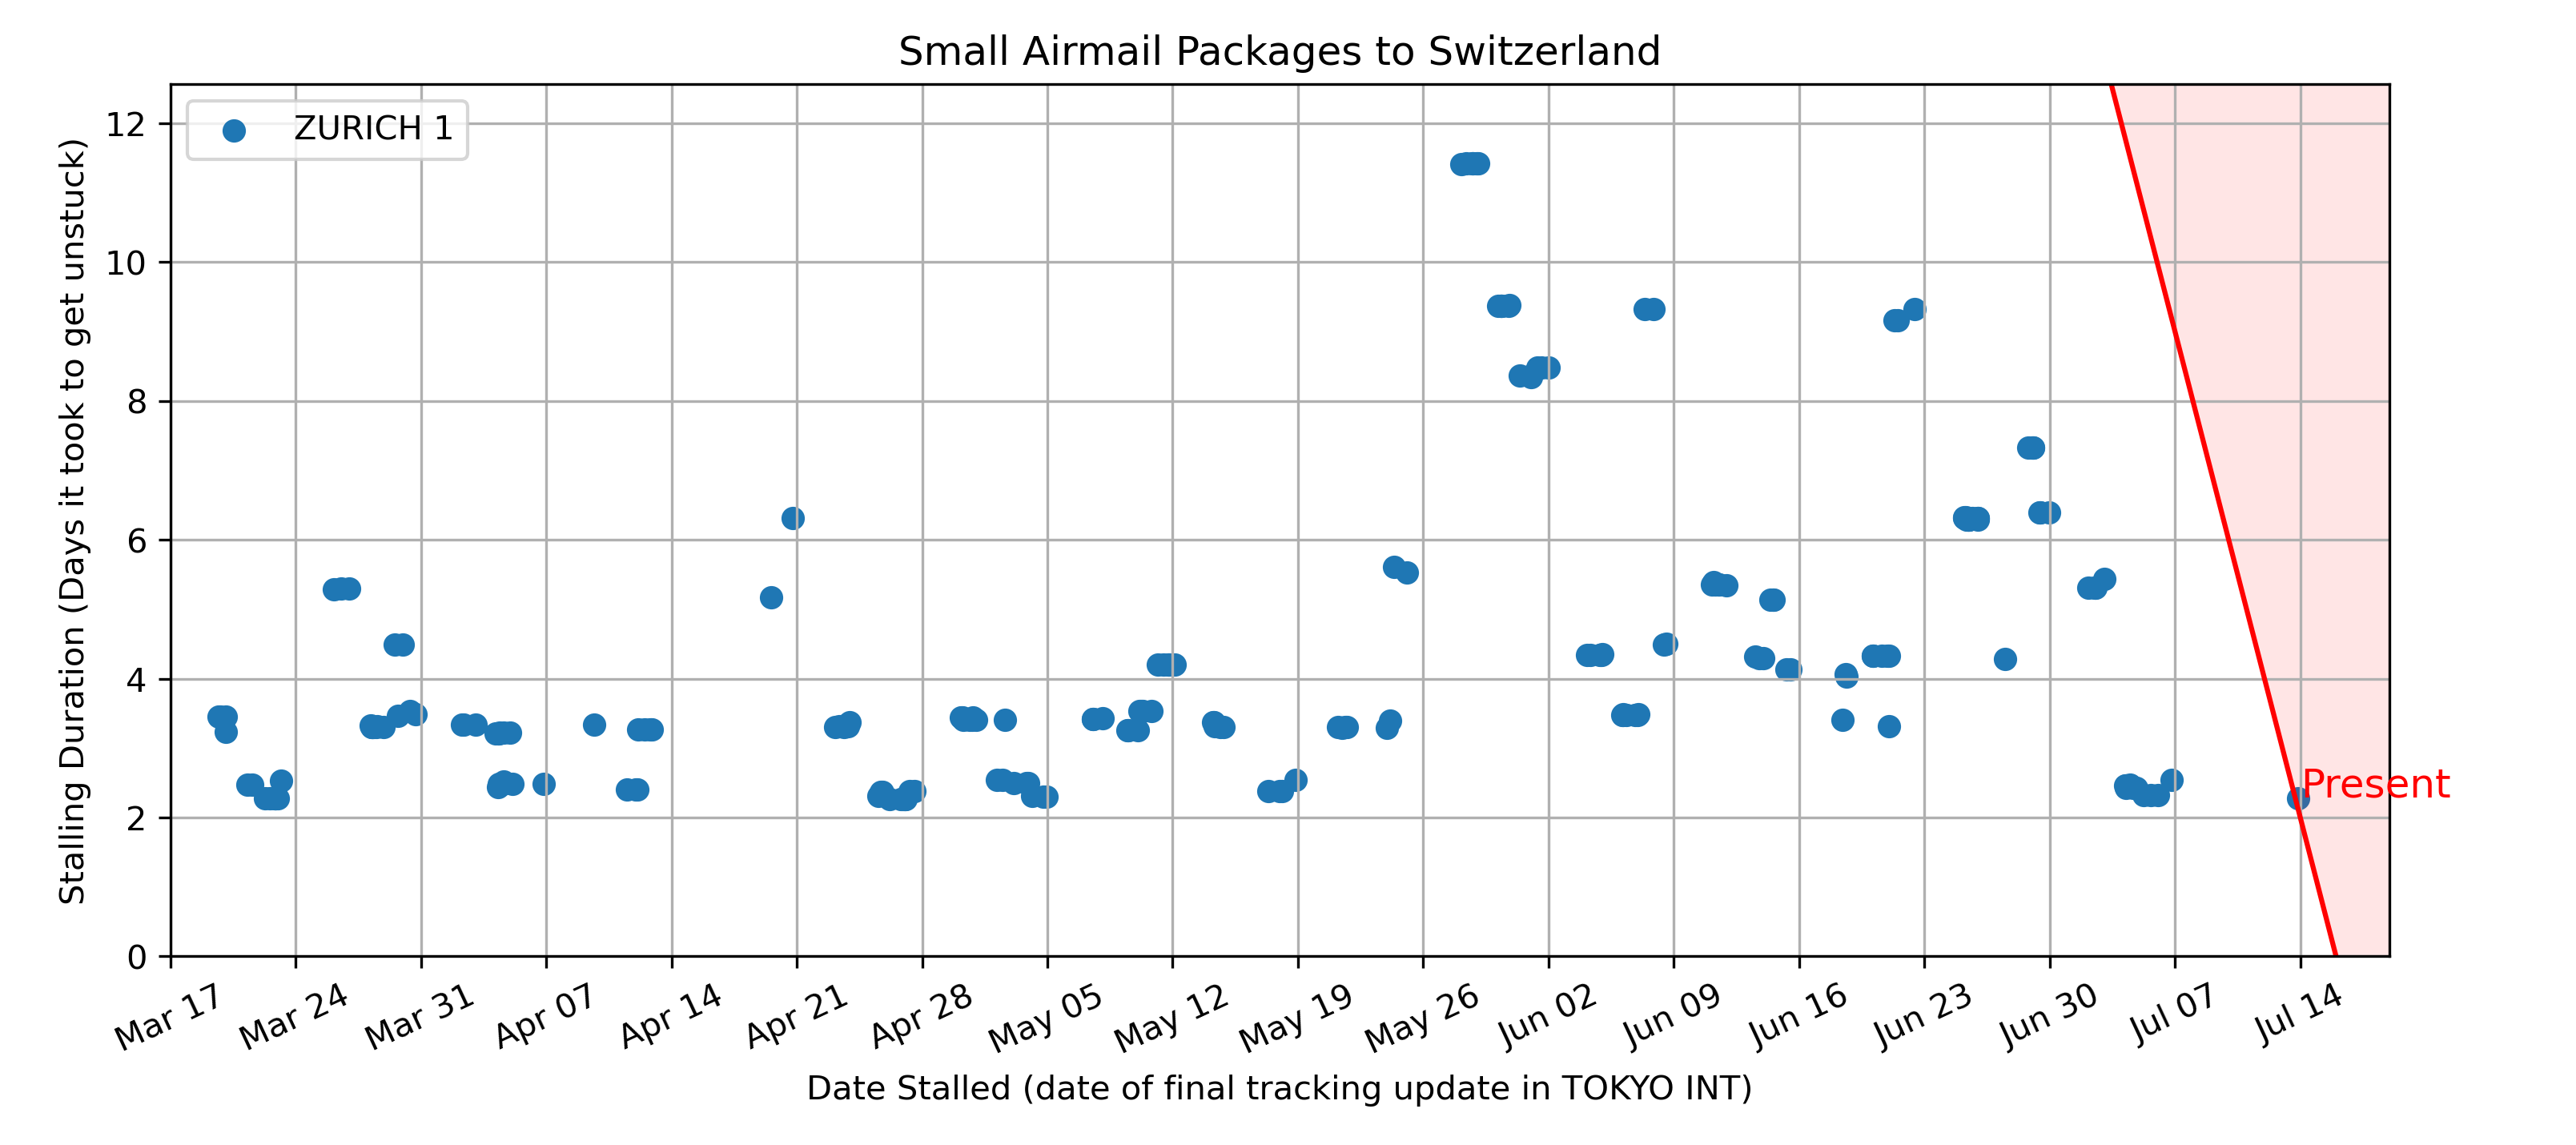 Small Airmail Packages to Switzerland
ZURICH 1
Stalling Duration (Days it took to get unstuck)
12
10
8
6
4
2
0
Present
Mar 17
Mar 24
Mar 31
Apr 07
Apr 14
Apr 21
Apr 28
May 05
May 12
May 19
May 26
Jun 02
Jun 09
Jun 16
Jun 23
Jun 30
Jul 07
Jul 14
Date Stalled (date of final tracking update in TOKYO INT)